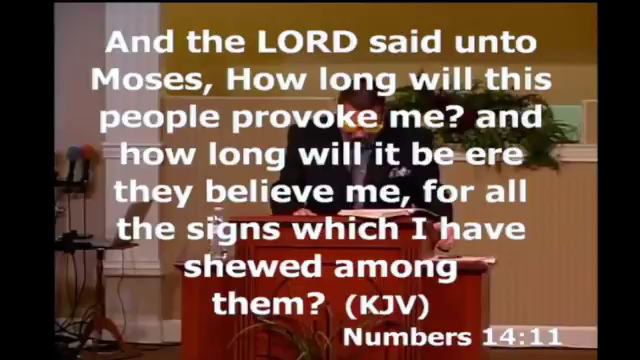 And the LORD said unto
Moses, How long will this
people provoke me? and
how long will it be ere
they believe me, for all
the signs which I have
shewed among
them? (KJV)
Numbers 14:11